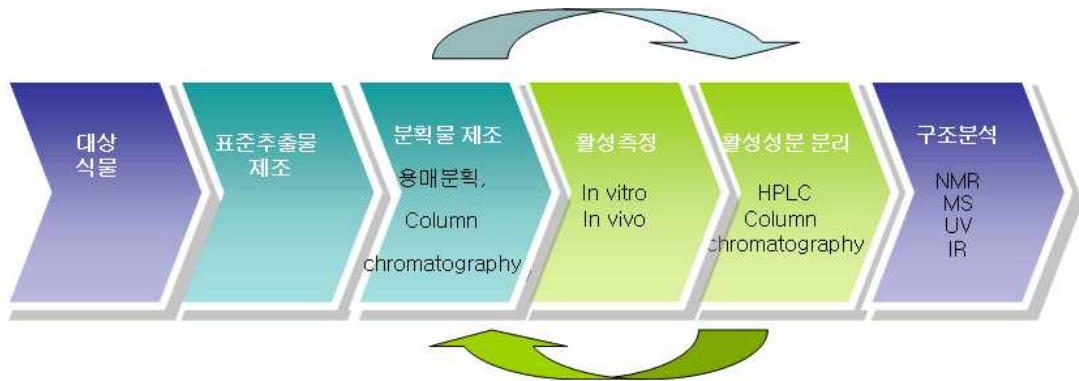 대상
식물
표준추출물
제조
분획물 제조
용매분획,
Column
chromatography,
활성측정
In vitro
In vivo
활성성분 분리
HPLC
Column
chromatography
구조분석
NMR
MS
UV
IR